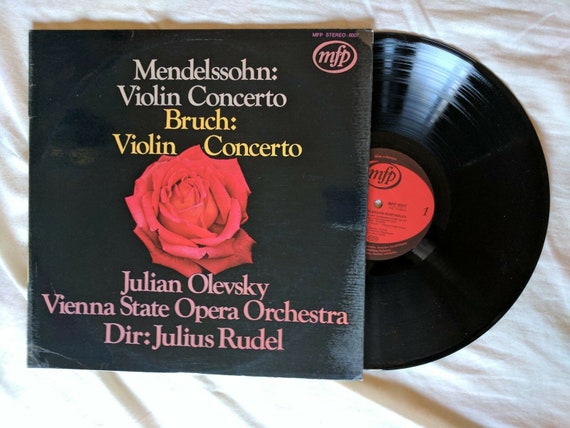 MFP STEREO-6007
mfp
Mendelssohn:
Violin Concerto
Bruch:
Violin Concerto
Julian Olevsky
Vienna State Opera Orchestra
Dir: Julius Rudel
mfp
1